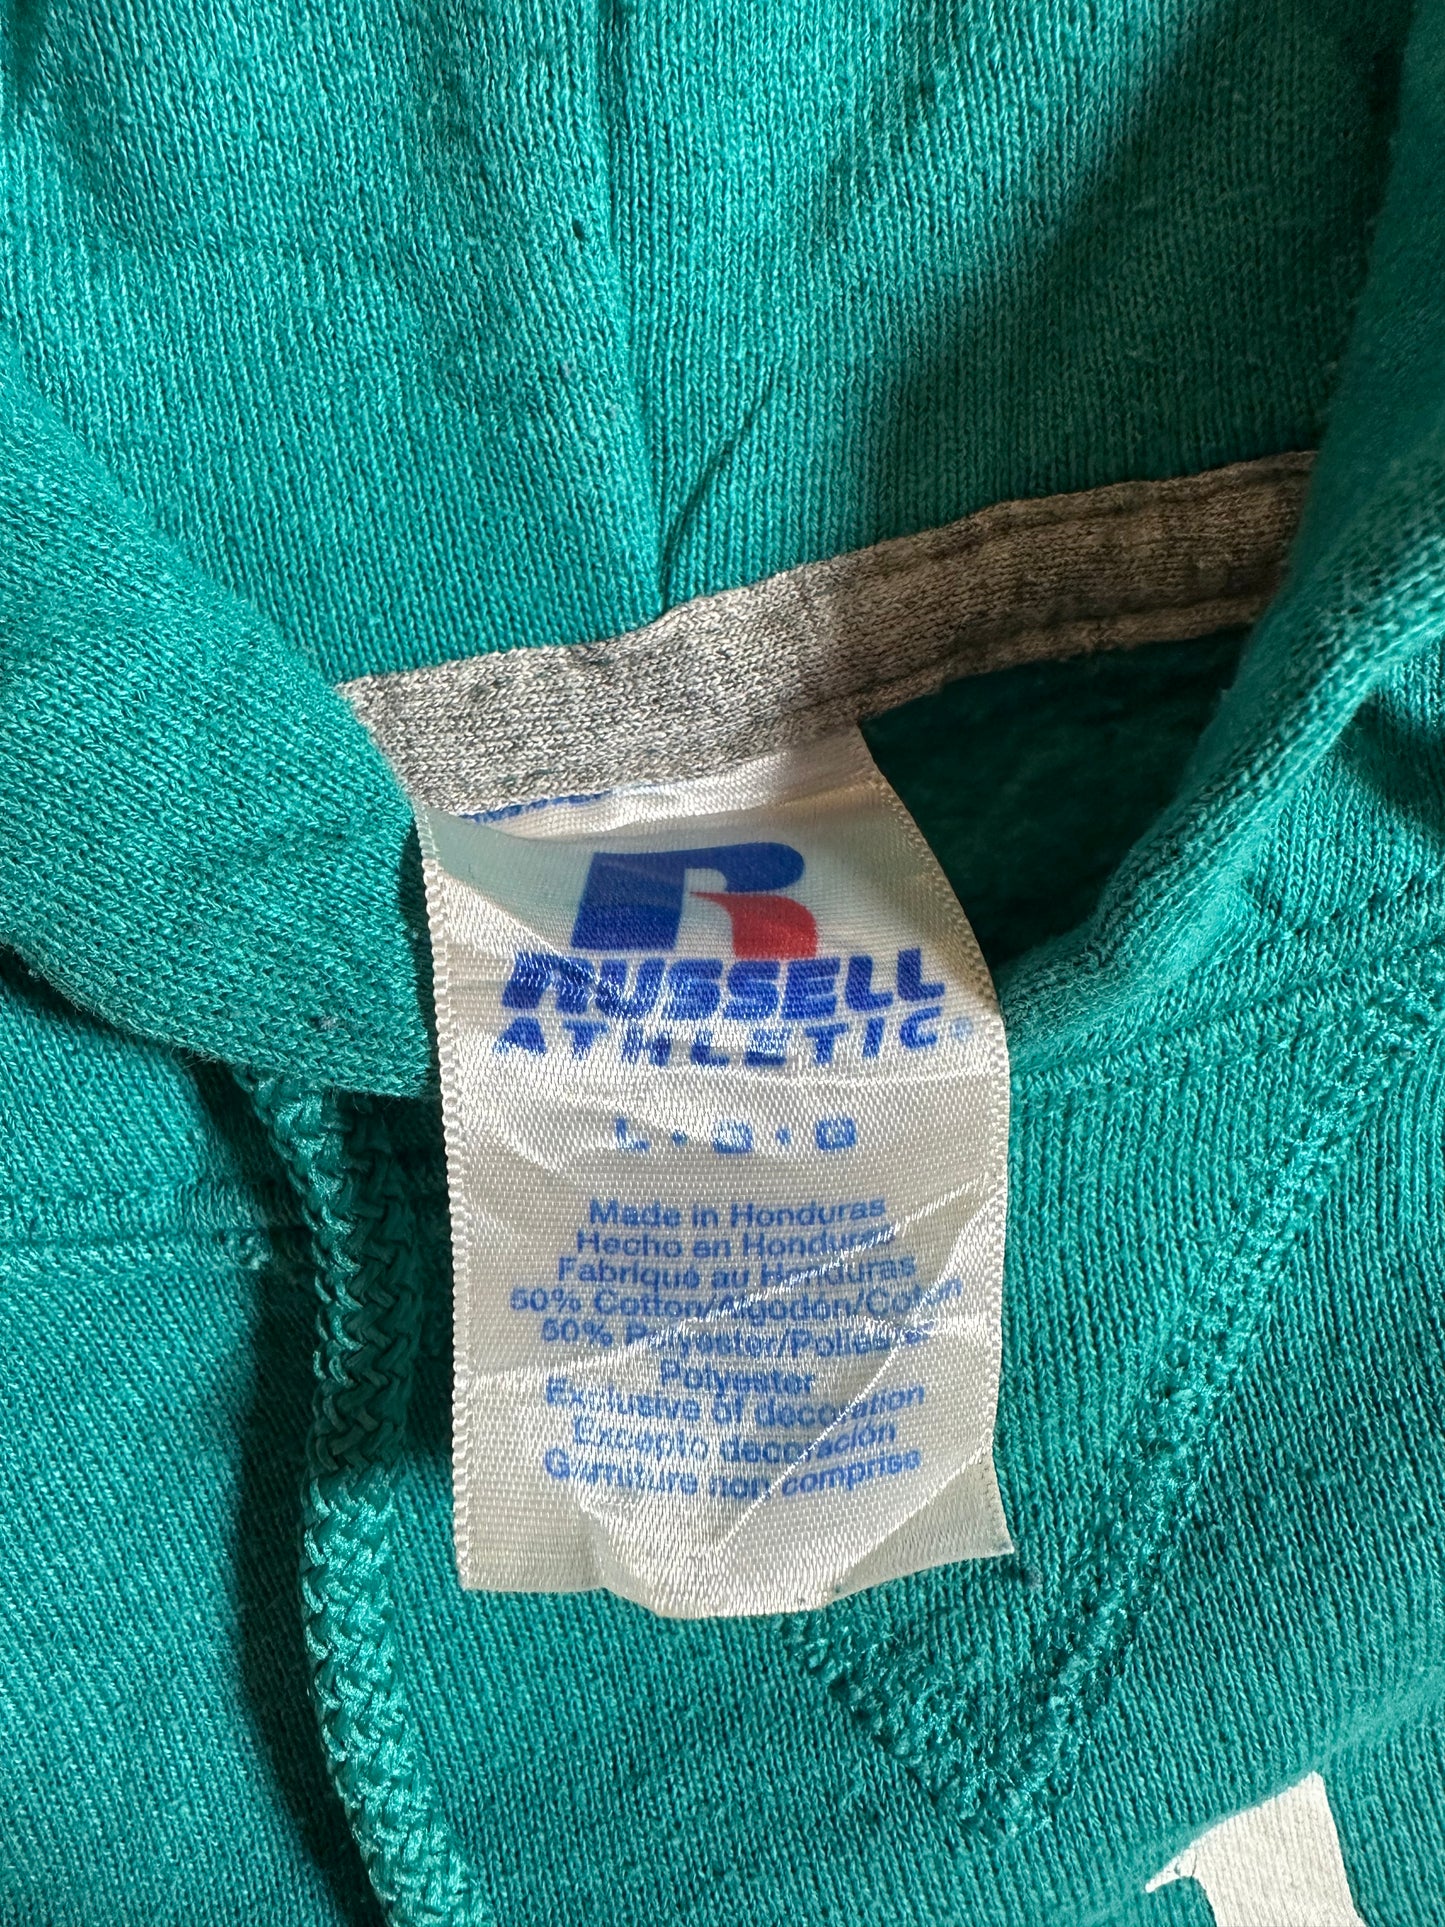 RUSSELL
ATHLETIC
L • G • G
Made in Honduras
Hecho en Honduras
Fabriqué au Honduras
50% Cotton/Algodón/Coton
50% Polyester/Poliester
Polyester
Exclusive of decoration
Excepto decoración
Garniture non comprise